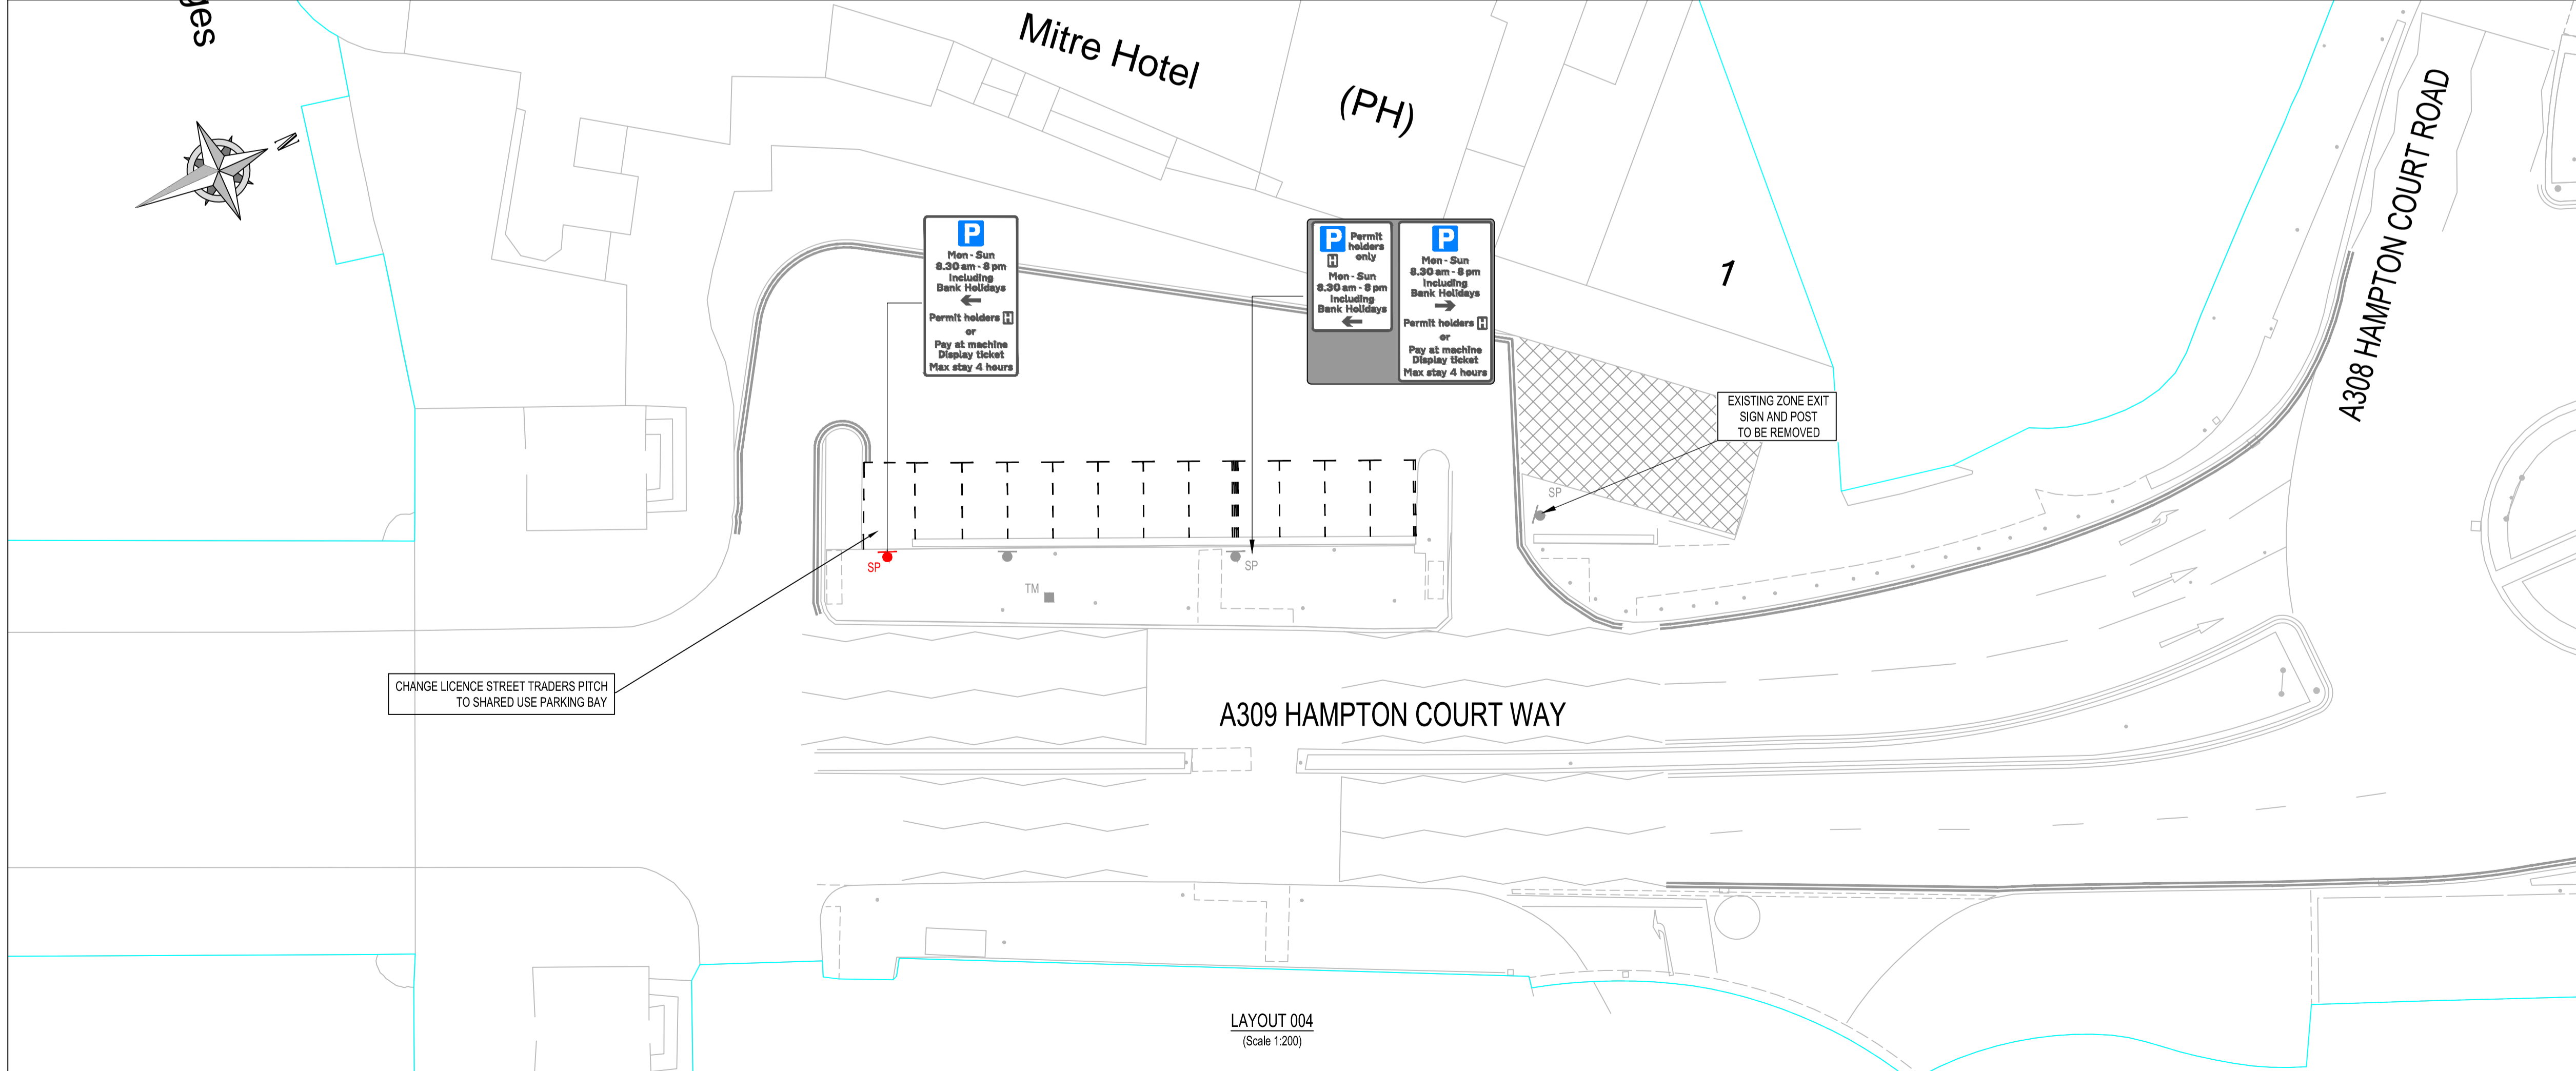 ges
Mitre Hotel
(PH)
N
1
A308 HAMPTON COURT ROAD
P
Mon - Sun
8.30 am - 8 pm
Including
Bank Holidays
Permit holders H
or
Pay at machine
Display ticket
Max stay 4 hours
P Permit
holders
H only
Mon - Sun
8.30 am - 8 pm
Including
Bank Holidays
P
Mon - Sun
8.30 am - 8 pm
Including
Bank Holidays
Permit holders H
or
Pay at machine
Display ticket
Max stay 4 hours
EXISTING ZONE EXIT
SIGN AND POST
TO BE REMOVED
SP
SP
SP
TM
CHANGE LICENCE STREET TRADERS PITCH
TO SHARED USE PARKING BAY
A309 HAMPTON COURT WAY
LAYOUT 004
(Scale 1:200)